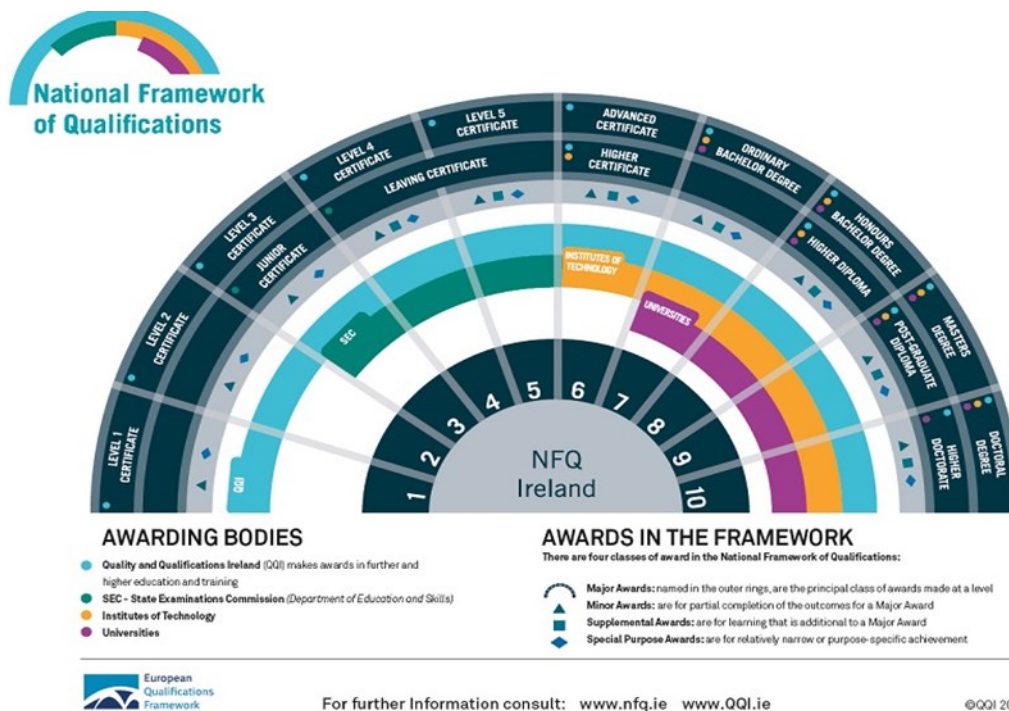 National Framework
of Qualifications
LEVEL 1
CERTIFICATE
LEVEL 2
CERTIFICATE
LEVEL 3
CERTIFICATE
JUNIOR
CERTIFICATE
LEVEL 4
CERTIFICATE
LEAVING CERTIFICATE
LEVEL 5
CERTIFICATE
ADVANCED
CERTIFICATE
HIGHER
CERTIFICATE
ORDINARY
BACHELOR DEGREE
HONOURS
BACHELOR DEGREE
HIGHER DIPLOMA
MASTERS
DEGREE
POST-GRADUATE
DIPLOMA
DOCTORAL
DEGREE
HIGHER
DOCTORATE
QQI
SEC
INSTITUTES OF
TECHNOLOGY
UNIVERSITIES
1
2
3
4
5
6
7
8
9
10
NFQ
Ireland
AWARDING BODIES
Quality and Qualifications Ireland (QQI) makes awards in further and
higher education and training
SEC - State Examinations Commission (Department of Education and Skills)
Institutes of Technology
Universities
AWARDS IN THE FRAMEWORK
There are four classes of award in the National Framework of Qualifications:
Major Awards: named in the outer rings, are the principal class of awards made at a level
Minor Awards: are for partial completion of the outcomes for a Major Award
Supplemental Awards: are for learning that is additional to a Major Award
Special Purpose Awards: are for relatively narrow or purpose-specific achievement
European
Qualifications
Framework
For further Information consult: www.nfq.ie www.QQI.ie
©QQI